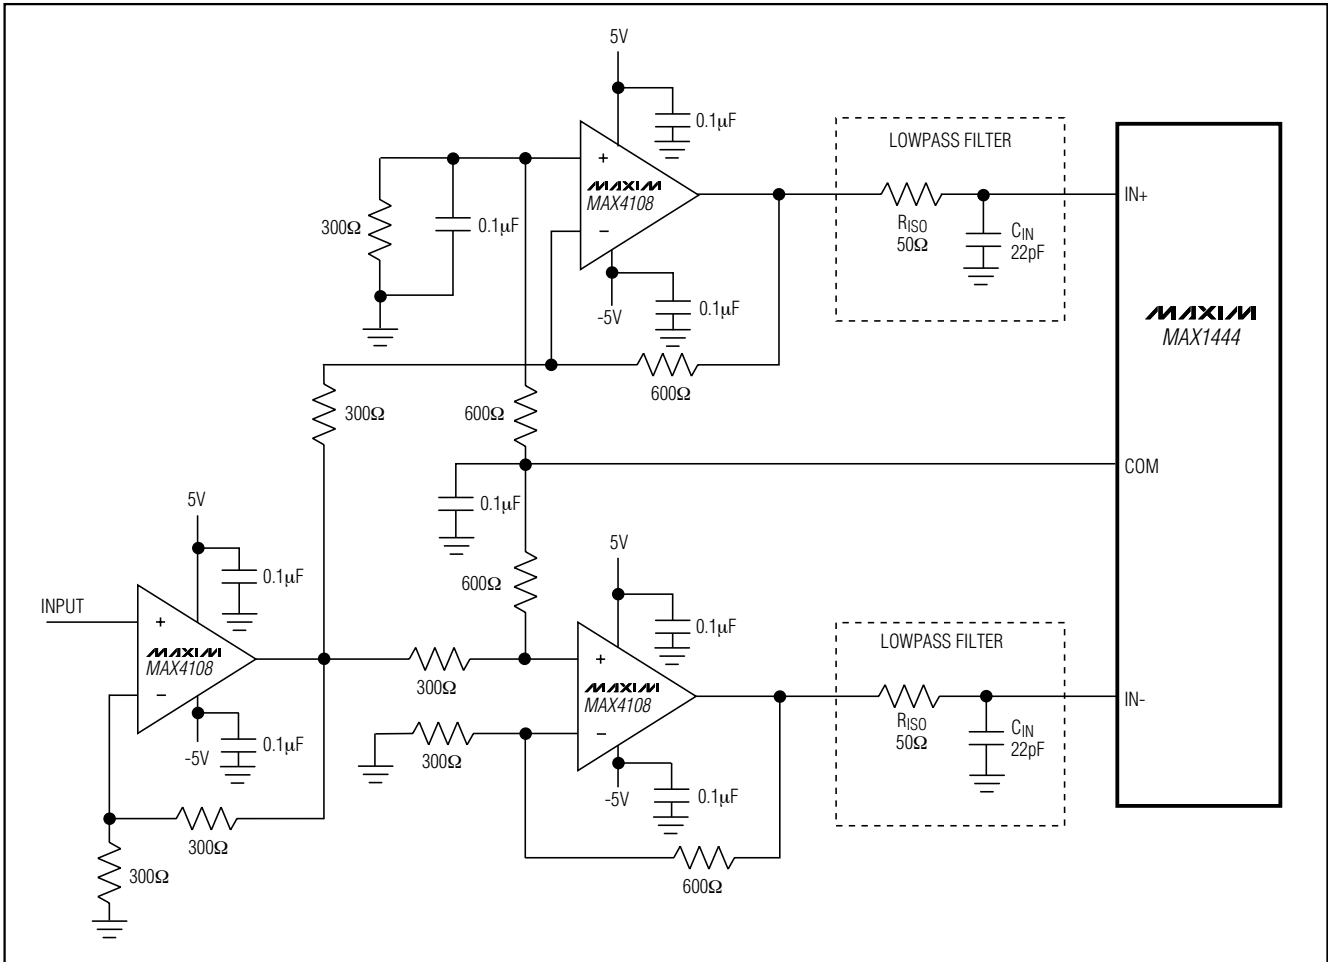 5V
0.1µF
LOWPASS FILTER
+
MAXIM
MAX4108
−
300Ω
0.1µF
RISO
50Ω
CIN
22pF
IN+
-5V
0.1µF
MAXIM
MAX1444
600Ω
300Ω
600Ω
COM
0.1µF
5V
0.1µF
600Ω
5V
0.1µF
INPUT
+
MAXIM
MAX4108
−
300Ω
+
MAXIM
MAX4108
−
LOWPASS FILTER
RISO
50Ω
CIN
22pF
IN-
-5V
0.1µF
300Ω
-5V
0.1µF
300Ω
300Ω
600Ω